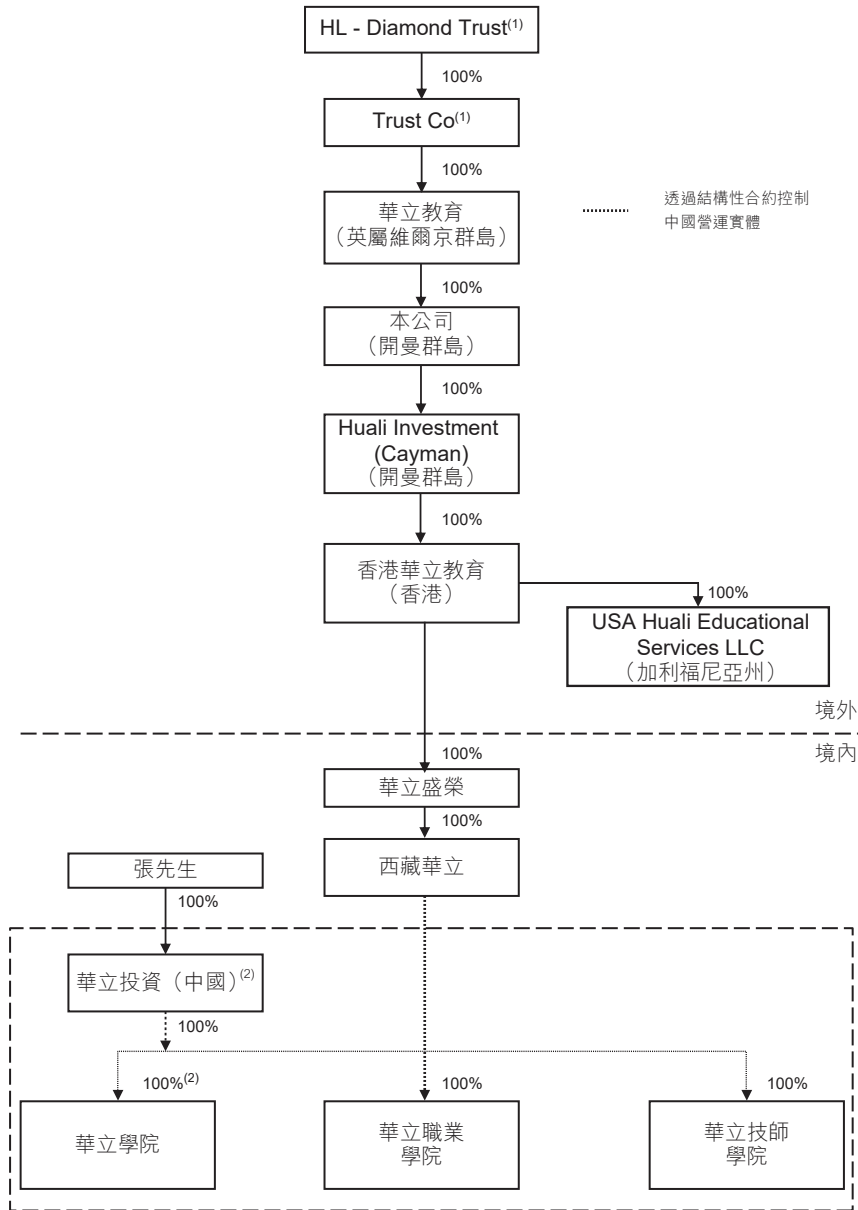 HL - Diamond Trust(1)
100%
Trust Co(1)
100%
華立教育
（英屬維爾京群島）
透過結構性合約控制
中國營運實體
100%
本公司
（開曼群島）
100%
Huali Investment
(Cayman)
（開曼群島）
100%
香港華立教育
（香港）
100%
USA Huali Educational
Services LLC
（加利福尼亞州）
境外
境內
100%
華立盛榮
100%
西藏華立
張先生
100%
華立投資（中國）(2)
100%
100%(2)
100%
100%
華立學院
華立職業
學院
華立技師
學院